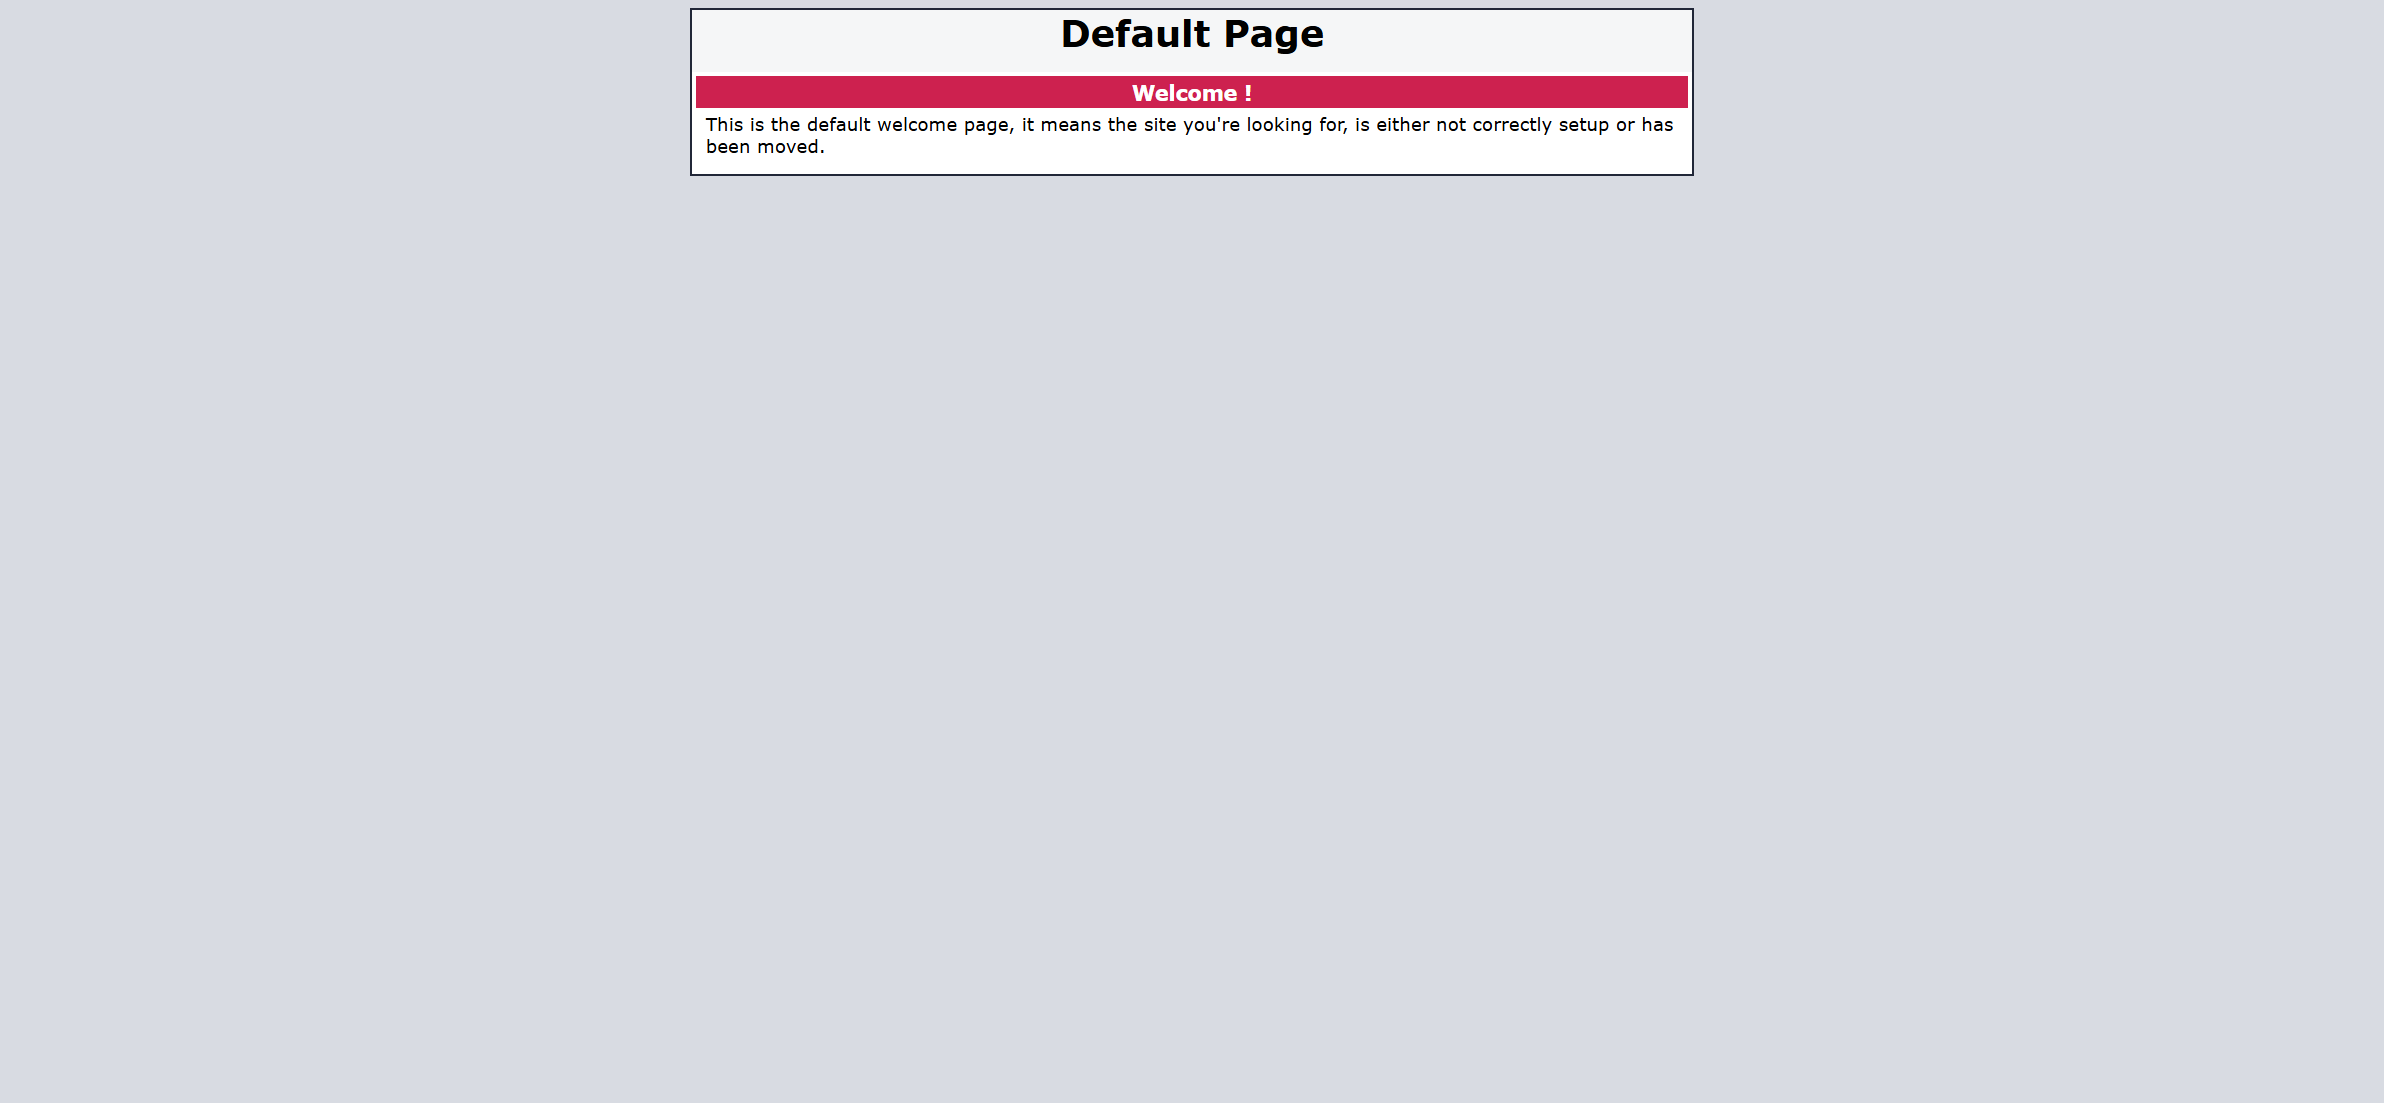 Default Page
Welcome !
This is the default welcome page, it means the site you're looking for, is either not correctly setup or has
been moved.